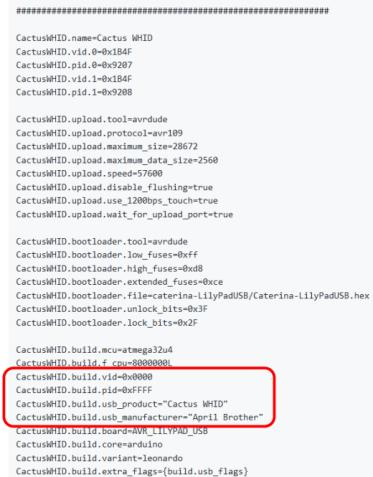 ##############################################################
CactusWHID.name=Cactus WHID
CactusWHID.vid.0=0x1B4F
CactusWHID.pid.0=0x9207
CactusWHID.vid.1=0x1B4F
CactusWHID.pid.1=0x9208
CactusWHID.upload.tool=avrdude
CactusWHID.upload.protocol=avr109
CactusWHID.upload.maximum_size=28672
CactusWHID.upload.maximum_data_size=2560
CactusWHID.upload.speed=57600
CactusWHID.upload.disable_flushing=true
CactusWHID.upload.use_1200bps_touch=true
CactusWHID.upload.wait_for_upload_port=true
CactusWHID.bootloader.tool=avrdude
CactusWHID.bootloader.low_fuses=0xff
CactusWHID.bootloader.high_fuses=0xd8
CactusWHID.bootloader.extended_fuses=0xce
CactusWHID.bootloader.file=caterina-LilyPadUSB/Caterina-LilyPadUSB.hex
CactusWHID.bootloader.unlock_bits=0x3F
CactusWHID.bootloader.lock_bits=0x2F
CactusWHID.build.mcu=atmega32u4
CactusWHID.build.f_cpu=8000000L
CactusWHID.build.vid=0x0000
CactusWHID.build.pid=0xFFFF
CactusWHID.build.usb_product="Cactus WHID"
CactusWHID.build.usb_manufacturer="April Brother"
CactusWHID.build.board=AVR_LILYPAD_USB
CactusWHID.build.core=arduino
CactusWHID.build.variant=leonardo
CactusWHID.build.extra_flags={build.usb_flags}